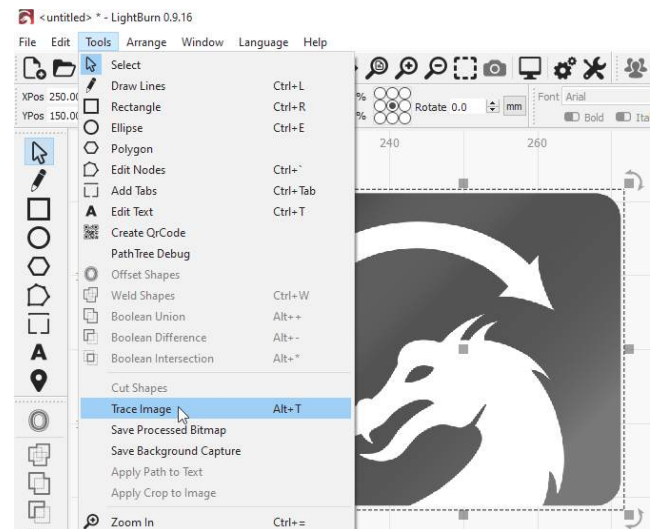 <untitled> * - LightBurn 0.9.16
File Edit Tools Arrange Window Language Help
XPos 250.00
YPos 150.00
%
%
Rotate 0.0
mm
Font Arial
Bold
240
260
Select
Draw Lines Ctrl+L
Rectangle Ctrl+R
Ellipse Ctrl+E
Polygon
Edit Nodes Ctrl+`
Add Tabs Ctrl+Tab
Edit Text Ctrl+T
Create QrCode
PathTree Debug
Offset Shapes
Weld Shapes Ctrl+W
Boolean Union Alt++
Boolean Difference Alt+-
Boolean Intersection Alt+*
Cut Shapes
Trace Image Alt+T
Save Processed Bitmap
Save Background Capture
Apply Path to Text
Apply Crop to Image
Zoom In Ctrl+=